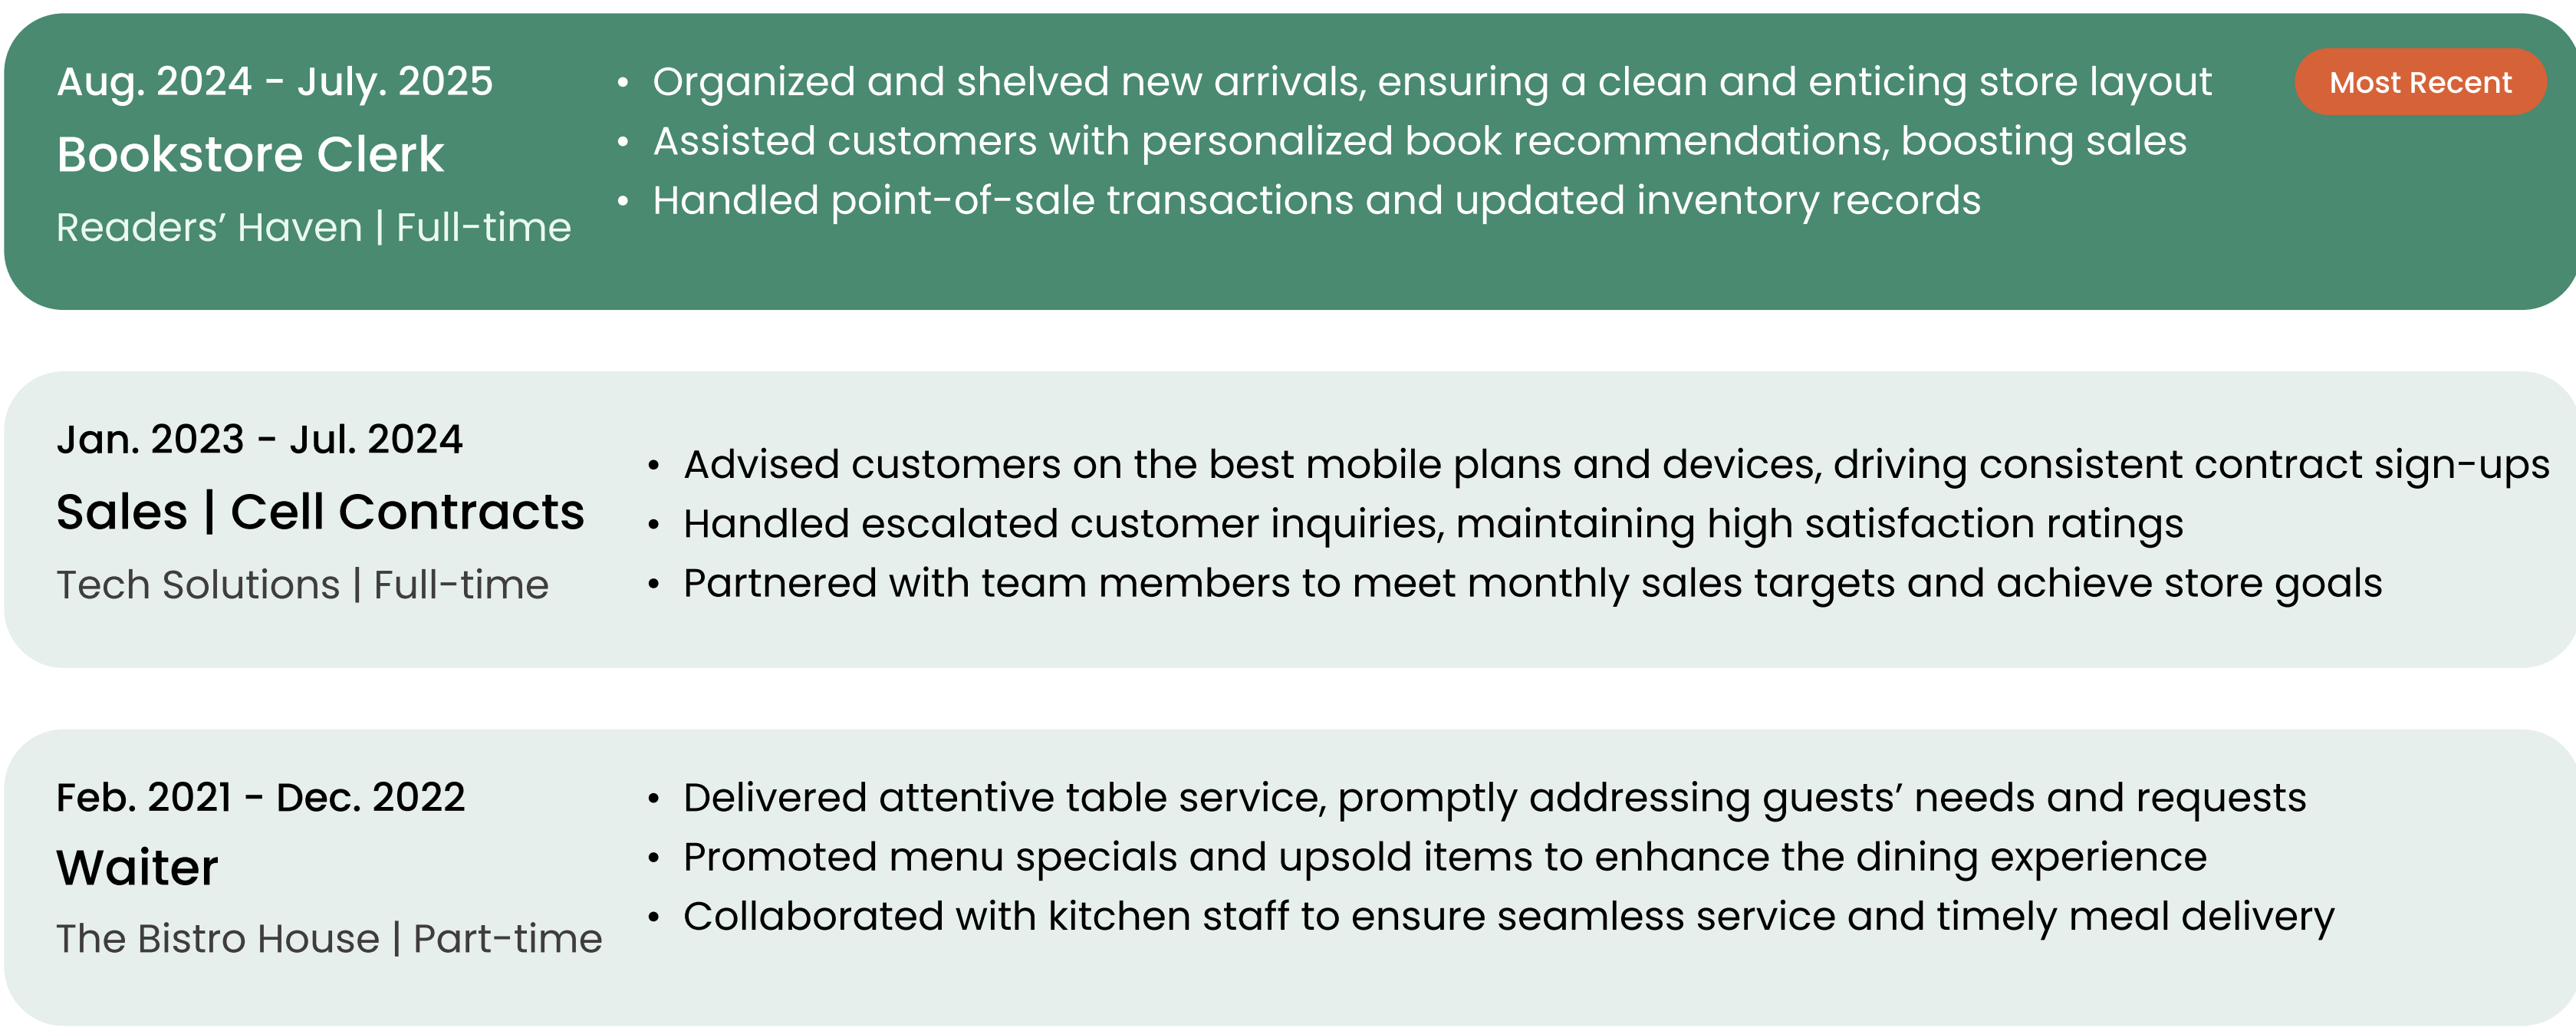 Aug. 2024 - July. 2025
Bookstore Clerk
Readers’ Haven | Full-time
• Organized and shelved new arrivals, ensuring a clean and enticing store layout
• Assisted customers with personalized book recommendations, boosting sales
• Handled point-of-sale transactions and updated inventory records
Most Recent
Jan. 2023 - Jul. 2024
Sales | Cell Contracts
Tech Solutions | Full-time
• Advised customers on the best mobile plans and devices, driving consistent contract sign-ups
• Handled escalated customer inquiries, maintaining high satisfaction ratings
• Partnered with team members to meet monthly sales targets and achieve store goals
Feb. 2021 - Dec. 2022
Waiter
The Bistro House | Part-time
• Delivered attentive table service, promptly addressing guests’ needs and requests
• Promoted menu specials and upsold items to enhance the dining experience
• Collaborated with kitchen staff to ensure seamless service and timely meal delivery